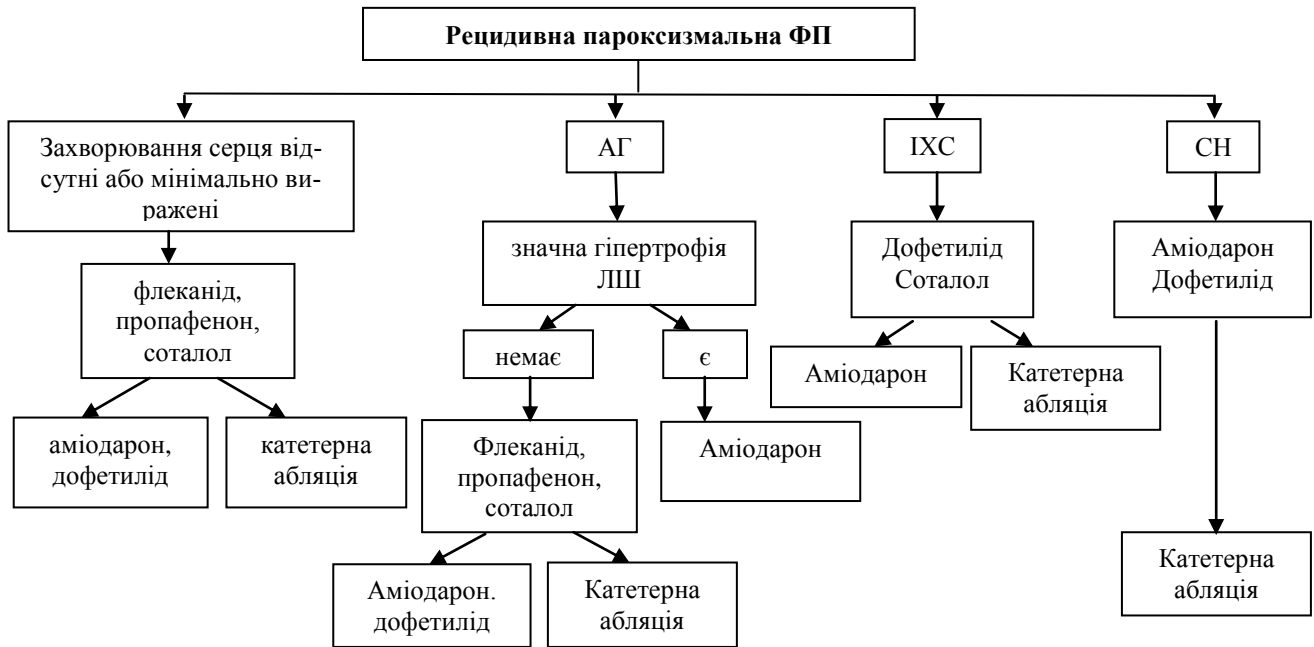 Рецидивна пароксизмальна ФП
Захворювання серця від-
сутні або мінімально ви-
ражені
АГ
ІХС
СН
значна гіпертрофія
ЛШ
Дофетилід
Соталол
Аміодарон
Дофетилід
флеканід,
пропафенон,
соталол
немає
є
Аміодарон
Катетерна
абляція
аміодарон,
дофетилід
катетерна
абляція
Флеканід,
пропафенон,
соталол
Аміодарон
Аміодарон.
дофетилід
Катетерна
абляція
Катетерна
абляція